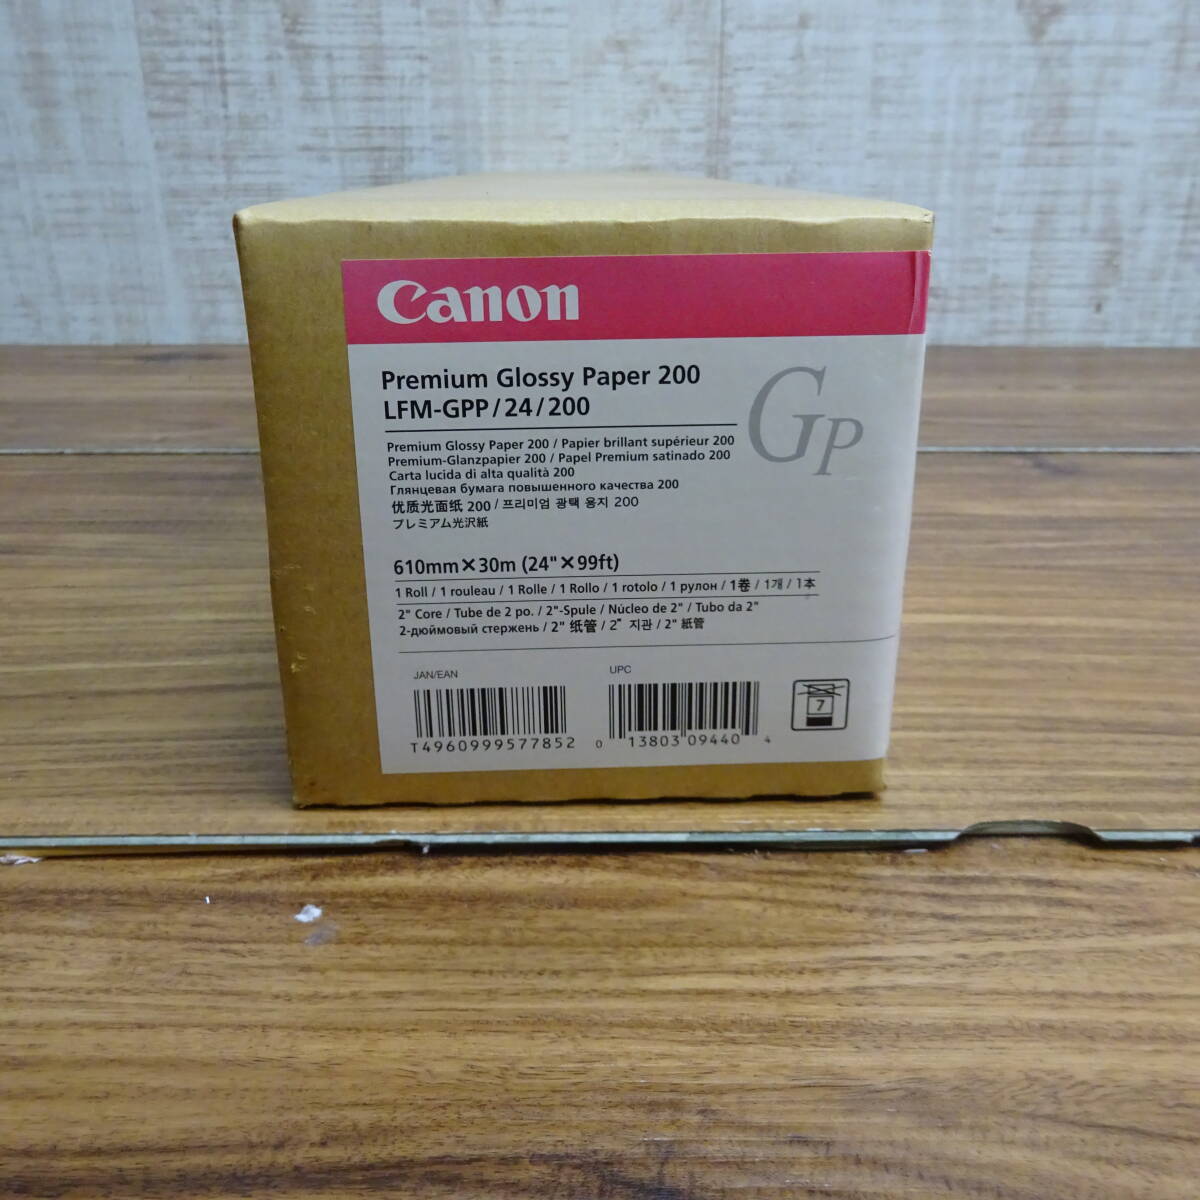 Canon
Premium Glossy Paper 200
LFM-GPP/24/200
GP
Premium Glossy Paper 200 / Papier brillant supérieur 200
Premium-Glanzpapier 200 / Papel Premium satinado 200
Carta lucida di alta qualità 200
Глянцевая бумага повышенного качества 200
优质光面纸 200 / 프리미엄 광택 용지 200
プレミアム光沢紙
610mm×30m (24"×99ft)
1 Roll / 1 rouleau / 1 Rolle / 1 Rollo / 1 rotolo / 1 рулон / 1卷 / 1개 / 1本
2" Core / Tube de 2 po. / 2"-Spule / Núcleo de 2" / Tubo da 2"
2-дюймовый стержень / 2" 纸管 / 2" 지관 / 2" 紙管
JAN/EAN
UPC
7
T4960999577852
0 13803 09440 4